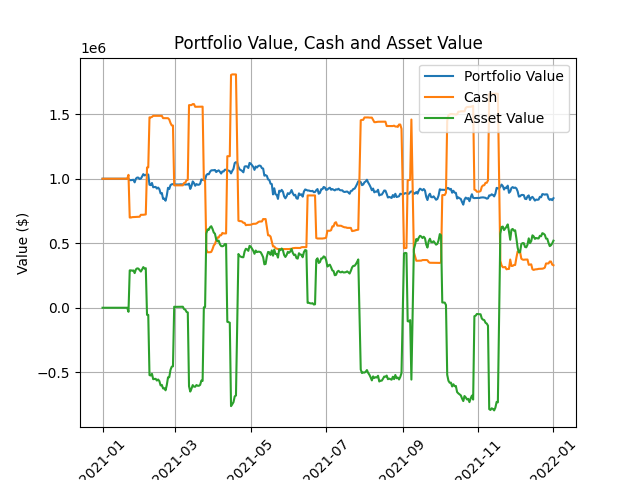 Portfolio Value, Cash and Asset Value
1e6
Portfolio Value
Cash
Asset Value
Value ($)
1.5
1.0
0.5
0.0
−0.5
2021-01
2021-03
2021-05
2021-07
2021-09
2021-11
2022-01